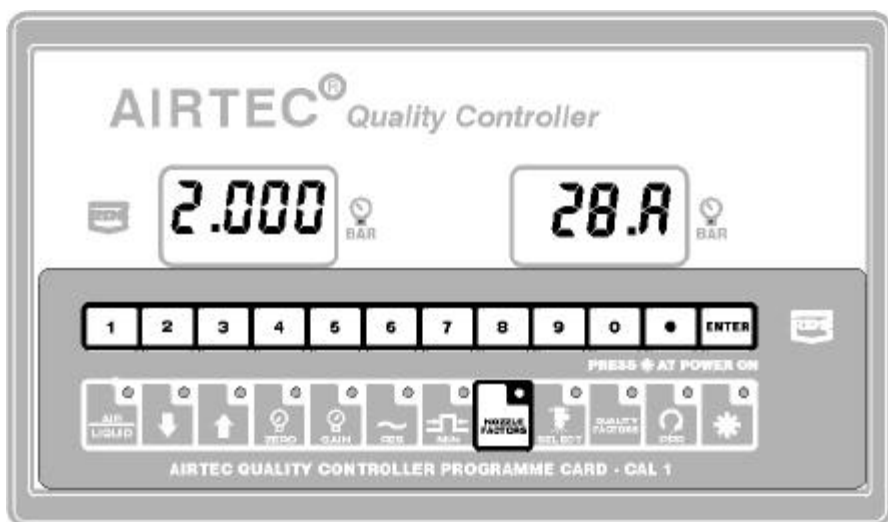 AIRTEC® Quality Controller
2.000 BAR 28.A BAR
1 2 3 4 5 6 7 8 9 0 • ENTER
PRESS ✱ AT POWER ON
AIR LIQUID ZERO GAIN RES MIN NOZZLE FACTORS SELECT QUALITY FACTORS PPR
AIRTEC QUALITY CONTROLLER PROGRAMME CARD - CAL 1